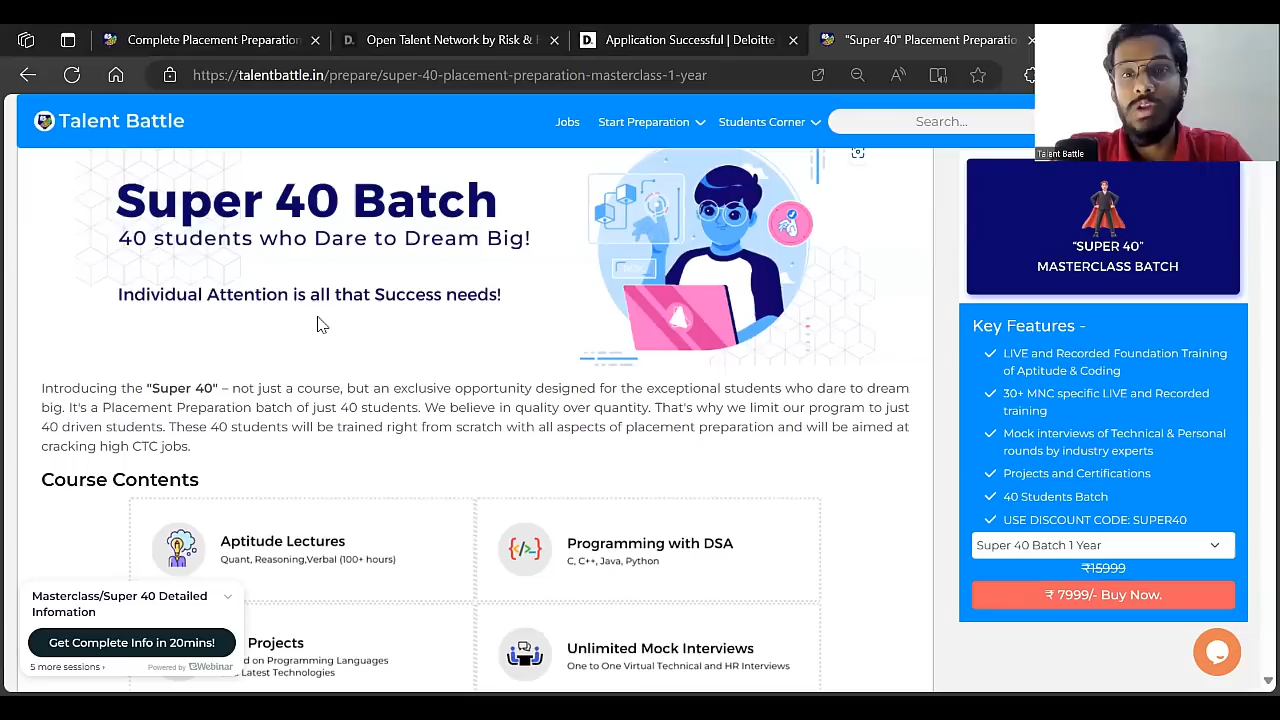 Complete Placement Preparation
Open Talent Network by Risk &
Application Successful | Deloitte
"Super 40" Placement Preparatio
https://talentbattle.in/prepare/super-40-placement-preparation-masterclass-1-year
Talent Battle
Jobs
Start Preparation
Students Corner
Search...
Talent Battle
Super 40 Batch
40 students who Dare to Dream Big!
Individual Attention is all that Success needs!
Introducing the "Super 40" – not just a course, but an exclusive opportunity designed for the exceptional students who dare to dream
big. It's a Placement Preparation batch of just 40 students. We believe in quality over quantity. That's why we limit our program to just
40 driven students. These 40 students will be trained right from scratch with all aspects of placement preparation and will be aimed at
cracking high CTC jobs.
Course Contents
Aptitude Lectures
Quant, Reasoning,Verbal (100+ hours)
Programming with DSA
C, C++, Java, Python
Projects
d on Programming Languages
Latest Technologies
Unlimited Mock Interviews
One to One Virtual Technical and HR Interviews
Masterclass/Super 40 Detailed
Infomation
Get Complete Info in 20mins!
5 more sessions ›
Powered by eWebinar
"SUPER 40"
MASTERCLASS BATCH
Key Features -
LIVE and Recorded Foundation Training
of Aptitude & Coding
30+ MNC specific LIVE and Recorded
training
Mock interviews of Technical & Personal
rounds by industry experts
Projects and Certifications
40 Students Batch
USE DISCOUNT CODE: SUPER40
Super 40 Batch 1 Year
₹15999
₹ 7999/- Buy Now.